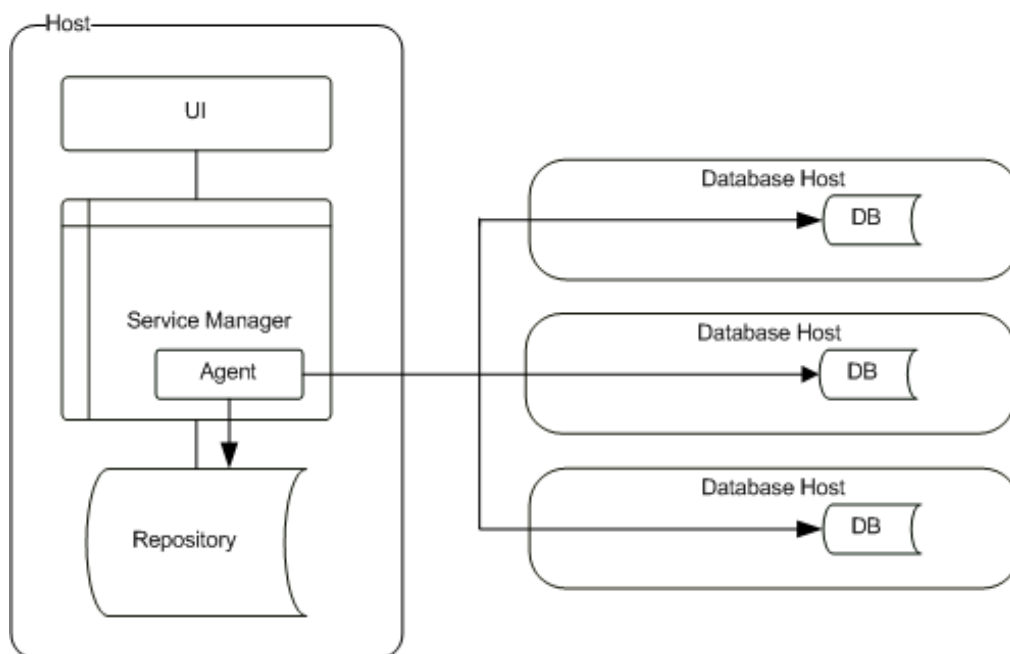 Host
UI
Service Manager
Agent
Repository
Database Host
DB
Database Host
DB
Database Host
DB